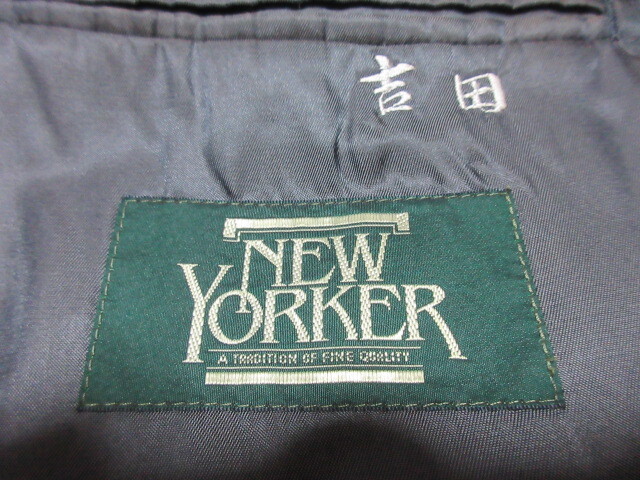 吉田
NEW
YORKER
A TRADITION OF FINE QUALITY